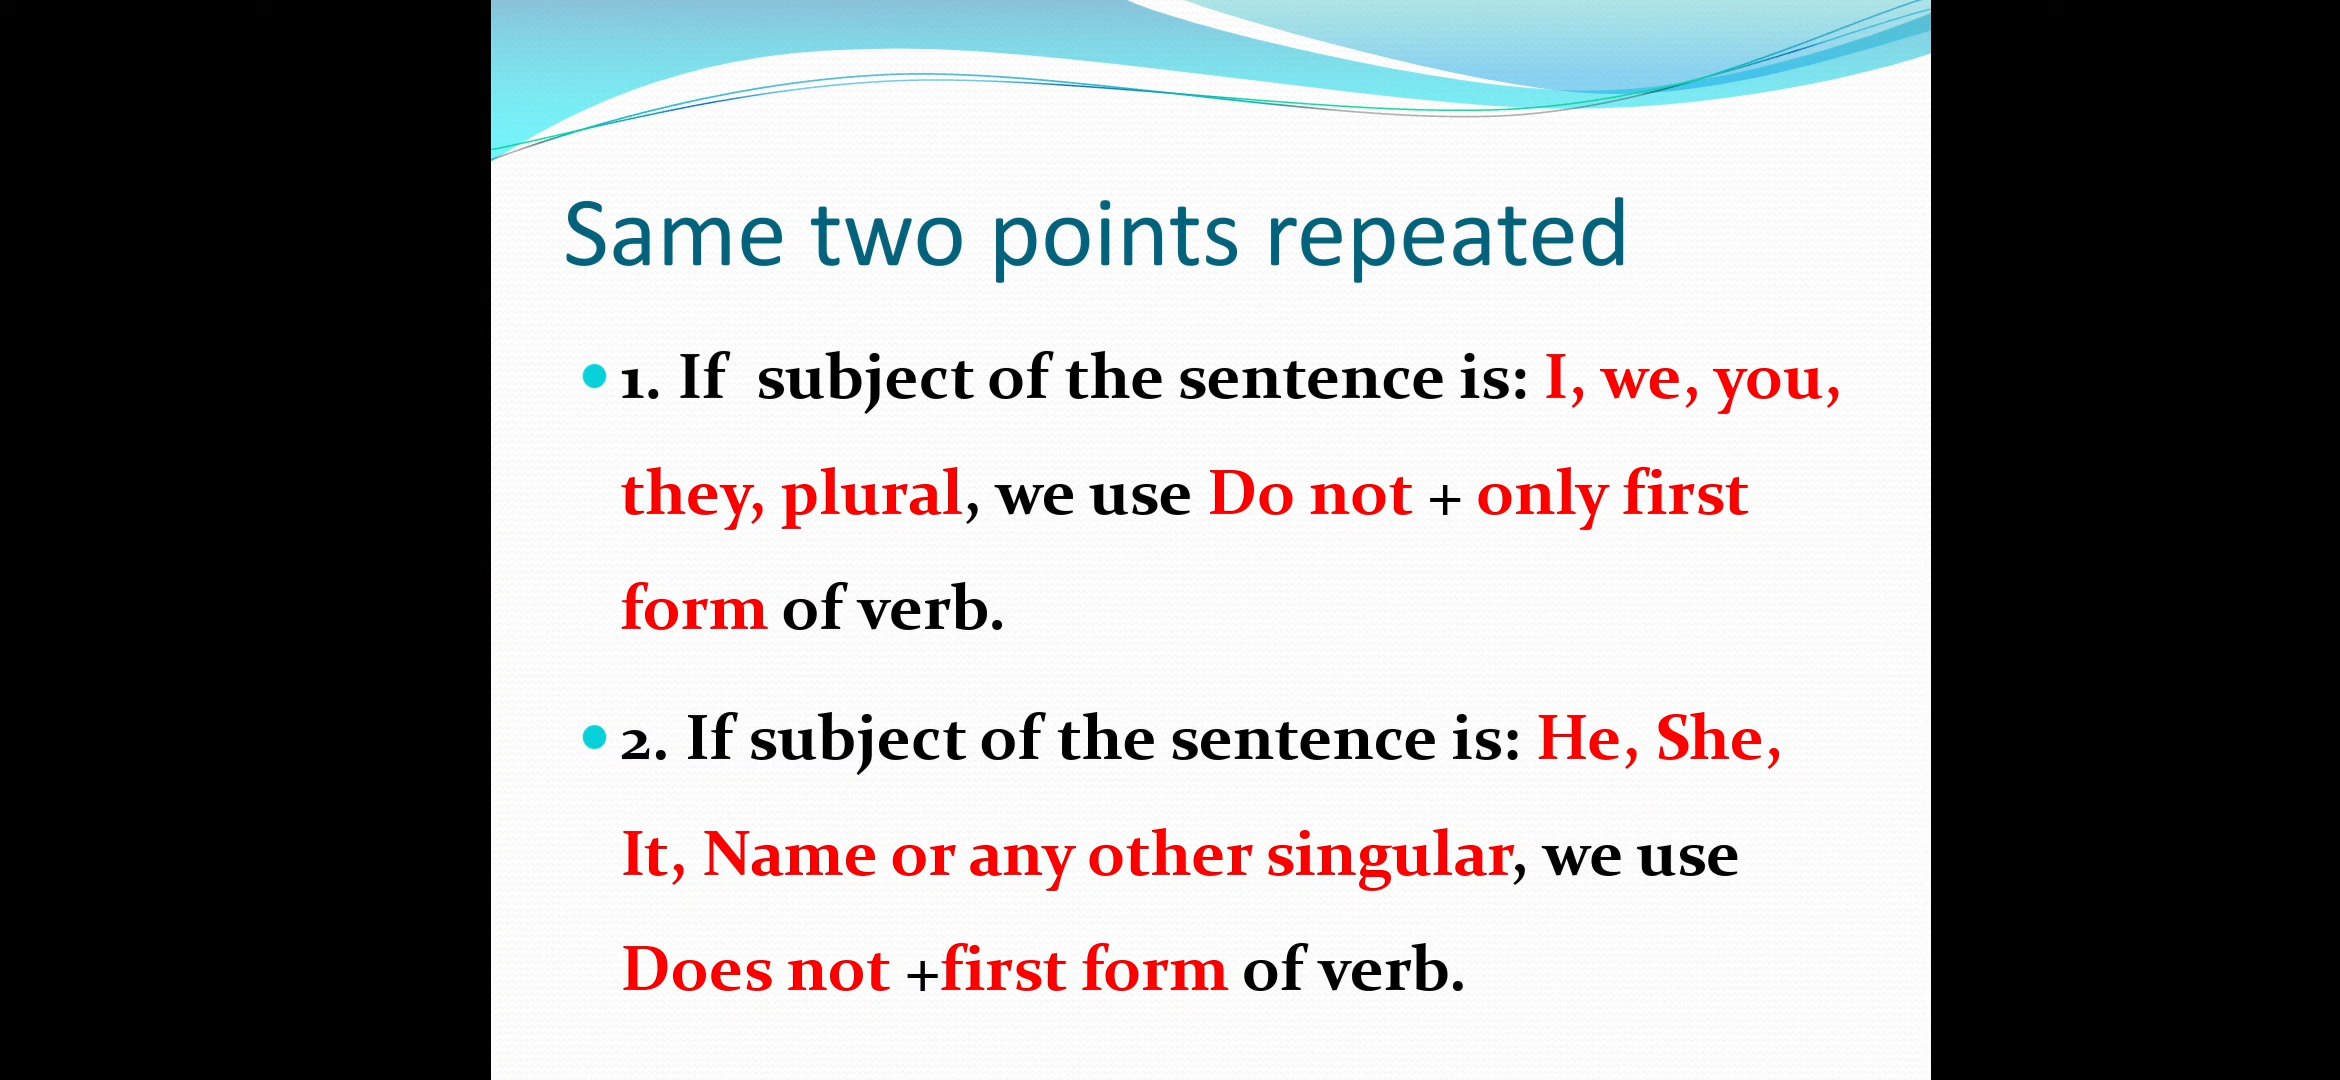 Same two points repeated
1. If subject of the sentence is: I, we, you,
they, plural, we use Do not + only first
form of verb.
2. If subject of the sentence is: He, She,
It, Name or any other singular, we use
Does not +first form of verb.